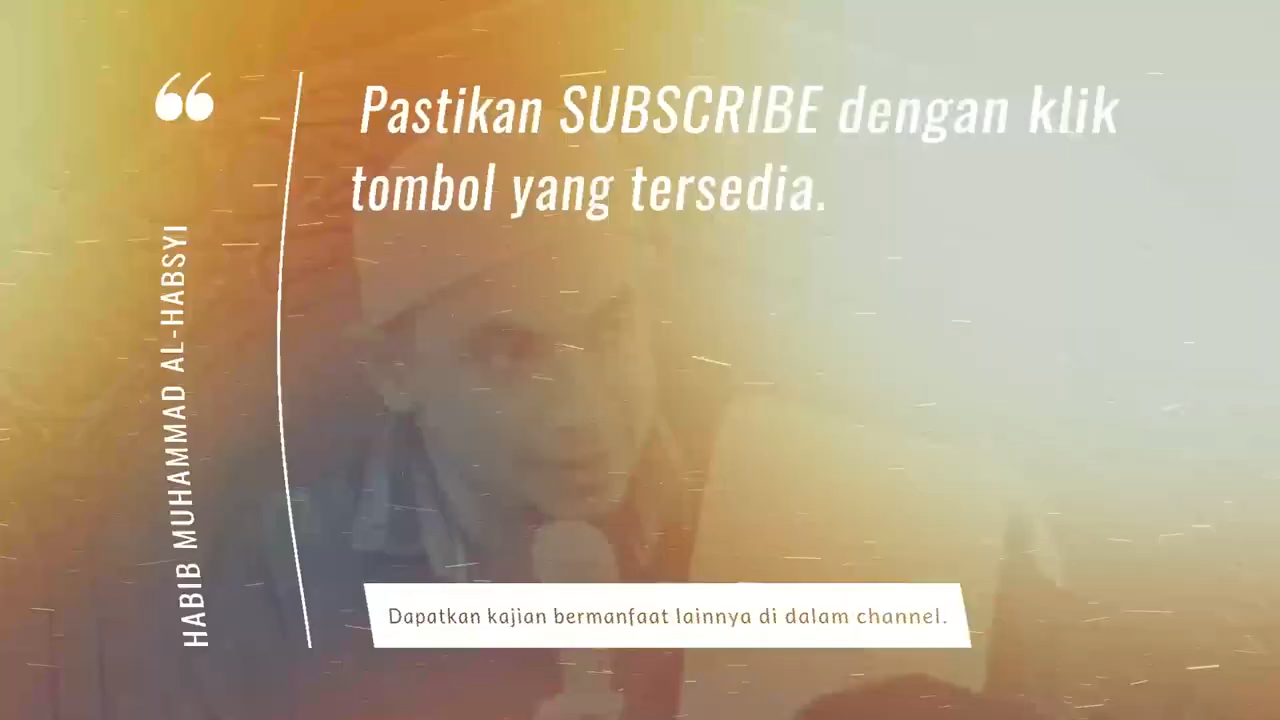 Pastikan SUBSCRIBE dengan klik
tombol yang tersedia.
HABIB MUHAMMAD AL-HABSYI
Dapatkan kajian bermanfaat lainnya di dalam channel.